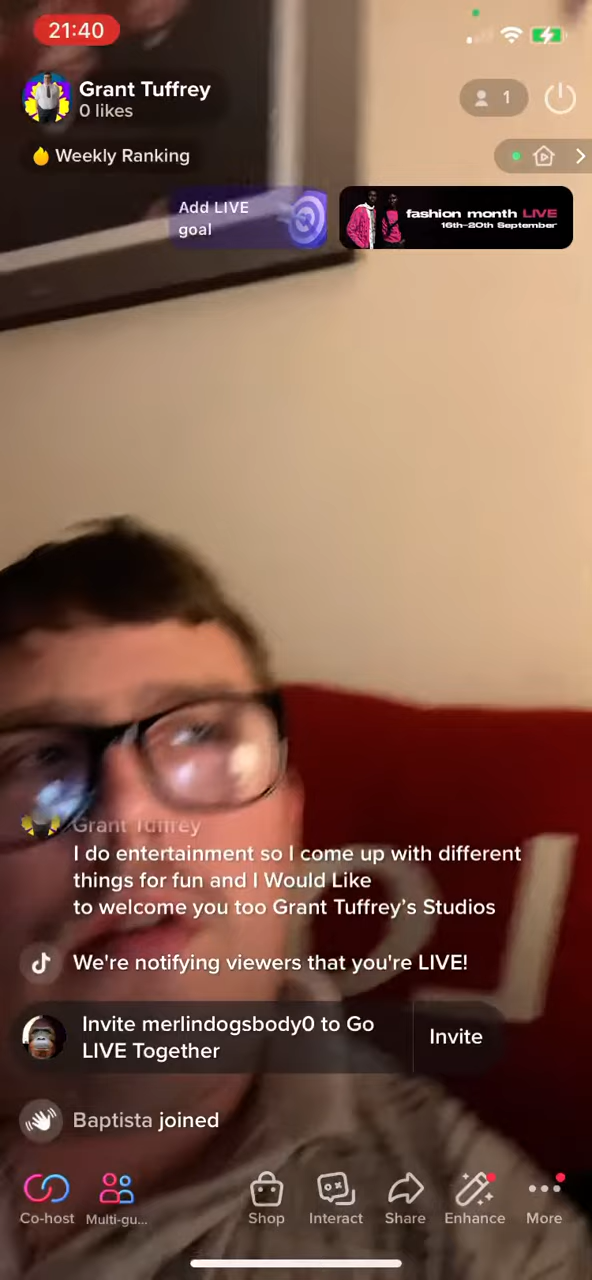 21:40
Grant Tuffrey
0 likes
1
Weekly Ranking
Add LIVE
goal
fashion month LIVE
16th-20th September
Grant Tuffrey
I do entertainment so I come up with different
things for fun and I Would Like
to welcome you too Grant Tuffrey’s Studios
We're notifying viewers that you're LIVE!
Invite merlindogsbody0 to Go
LIVE Together
Invite
Baptista joined
Co-host
Multi-gu...
Shop
Interact
Share
Enhance
More